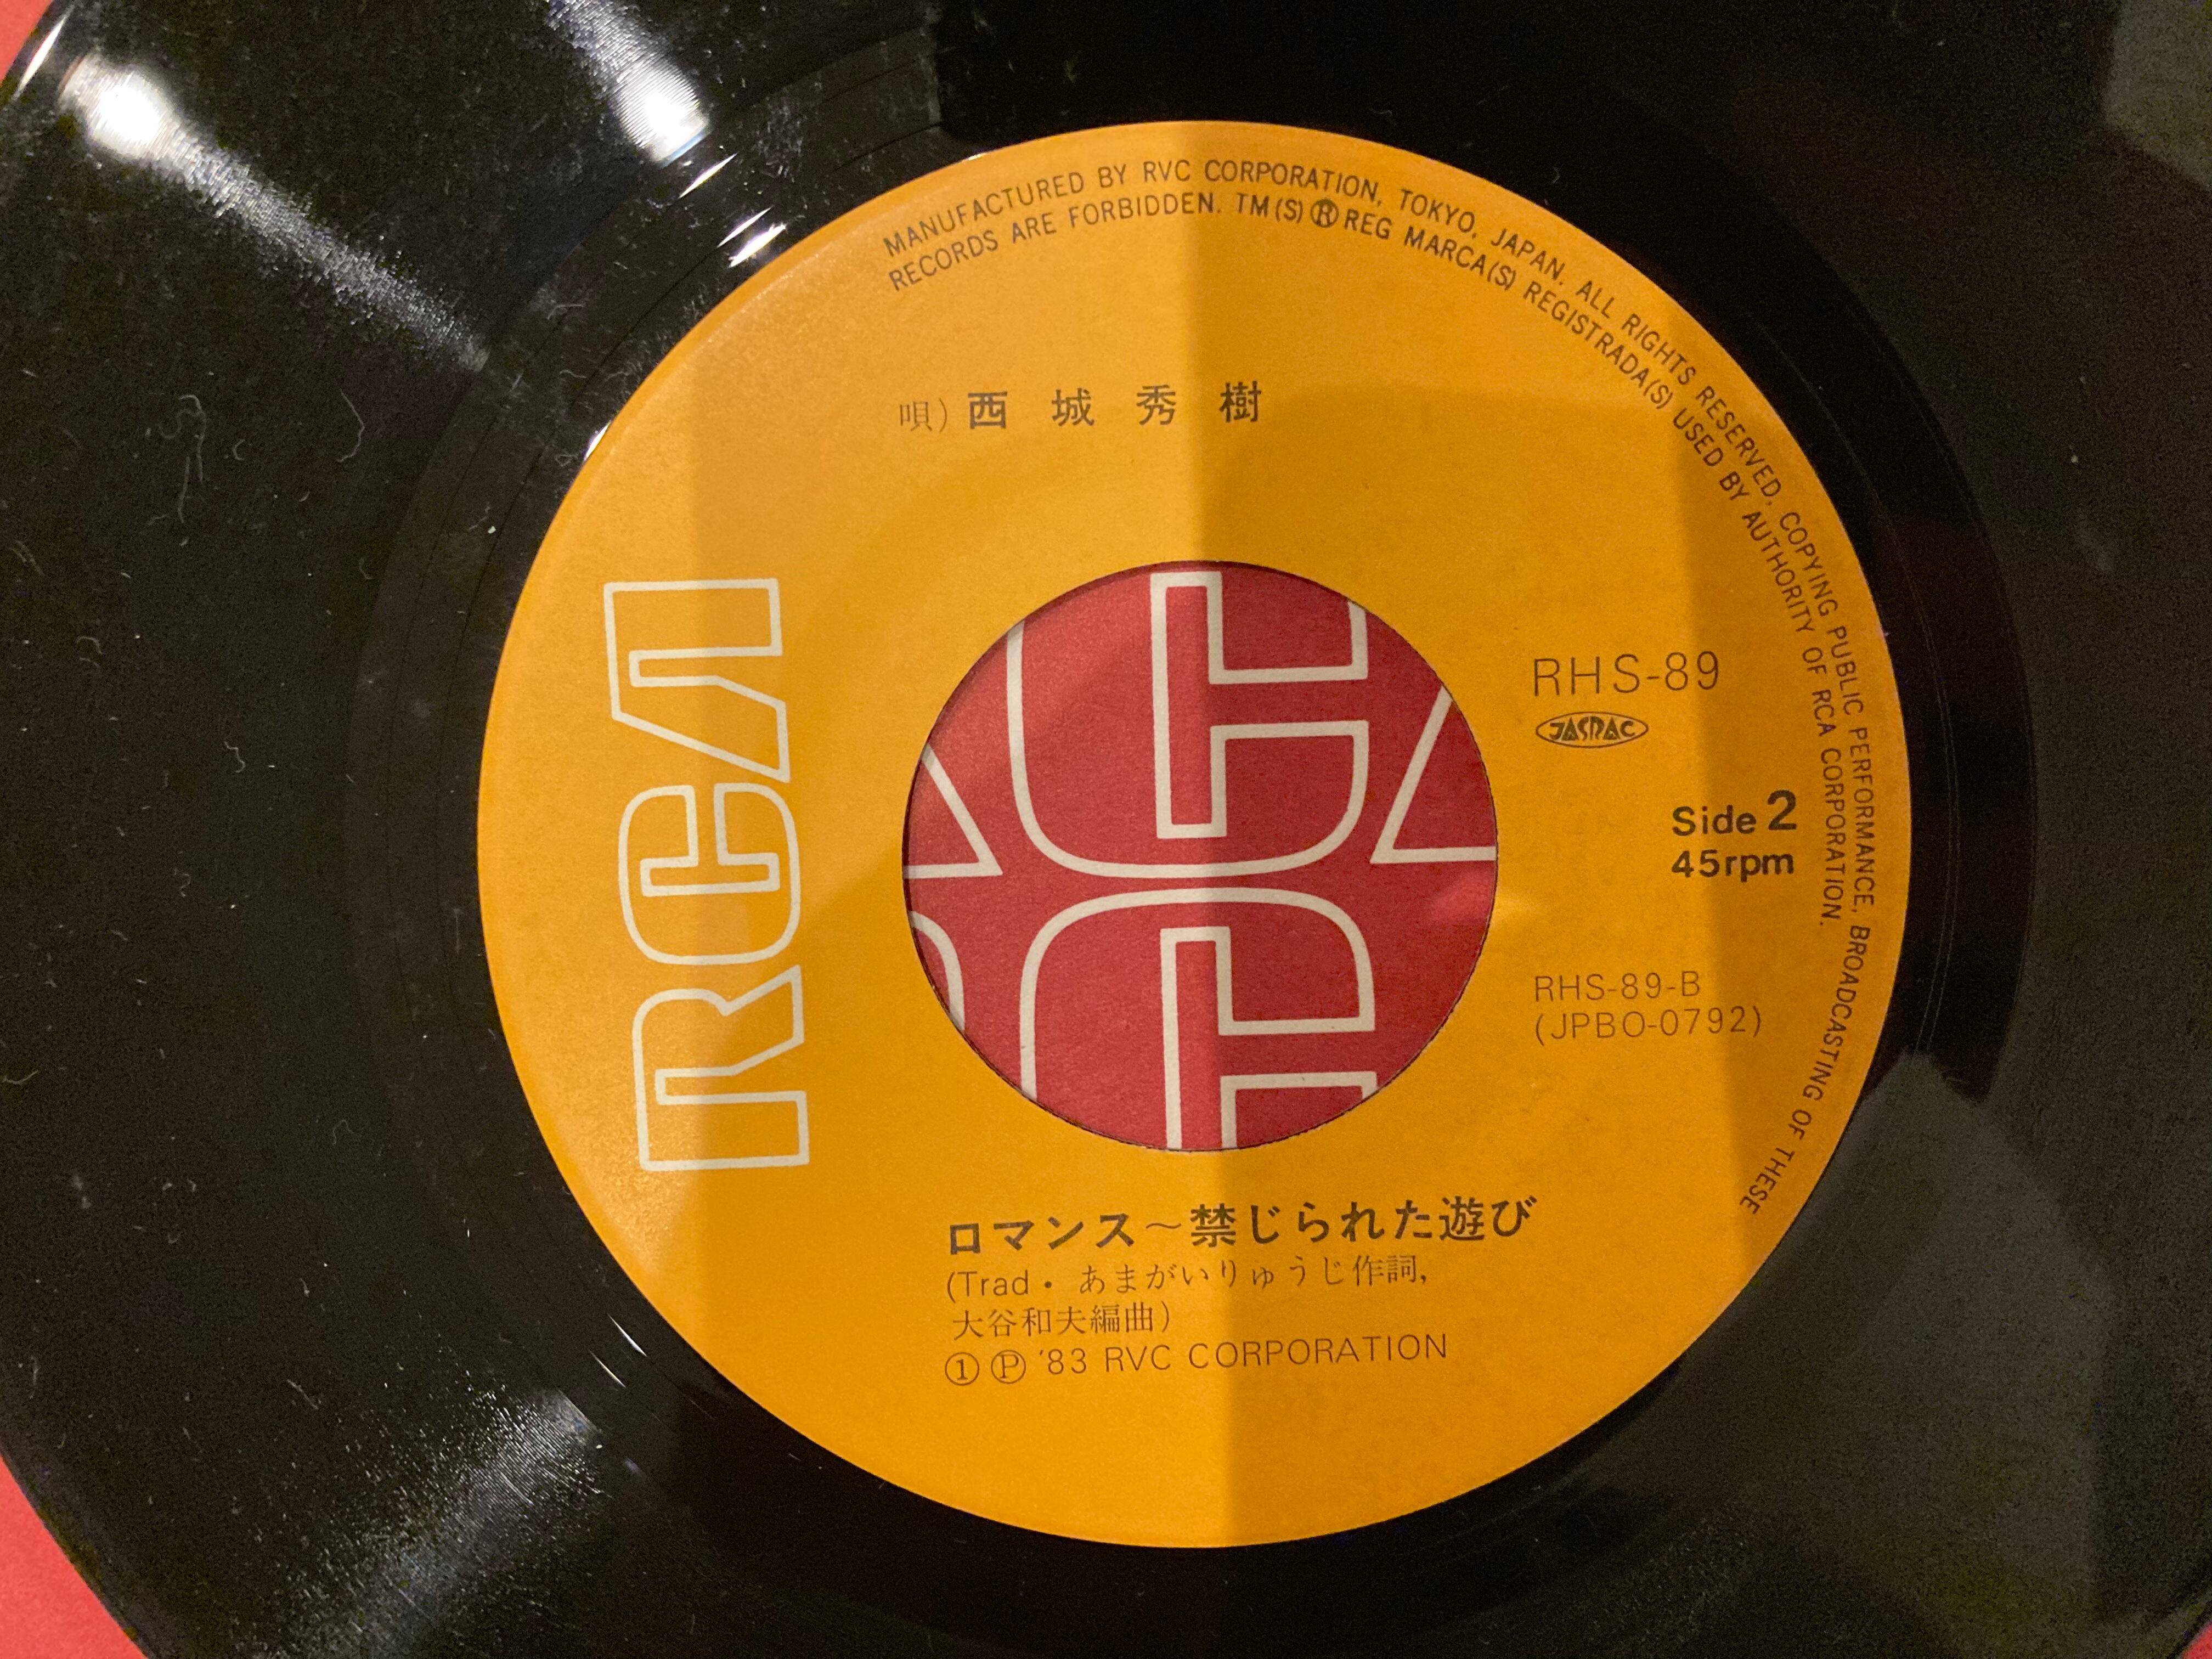 MANUFACTURED BY RVC CORPORATION, TOKYO, JAPAN. ALL RIGHTS RESERVED, COPYING PUBLIC PERFORMANCE, BROADCASTING OF THESE
RECORDS ARE FORBIDDEN. TM(S)® REG MARCA(S) REGISTRADA(S) USED BY AUTHORITY OF RCA CORPORATION.
唄) 西城秀樹
RCA
RHS-89
JASRAC
Side 2
45rpm
RHS-89-B
(JPBO-0792)
ロマンス〜禁じられた遊び
(Trad・ あまがいりゅうじ作詞,
大谷和夫編曲)
① Ⓟ '83 RVC CORPORATION